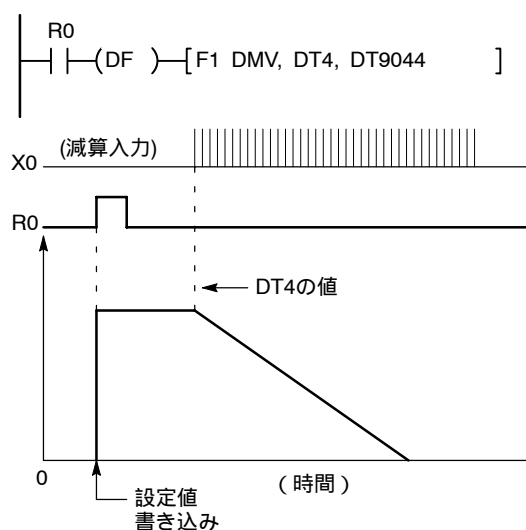 R0
(DF ) [F1 DMV, DT4, DT9044 ]
(減算入力)
X0
R0
DT4の値
0
(時間)
設定値
書き込み